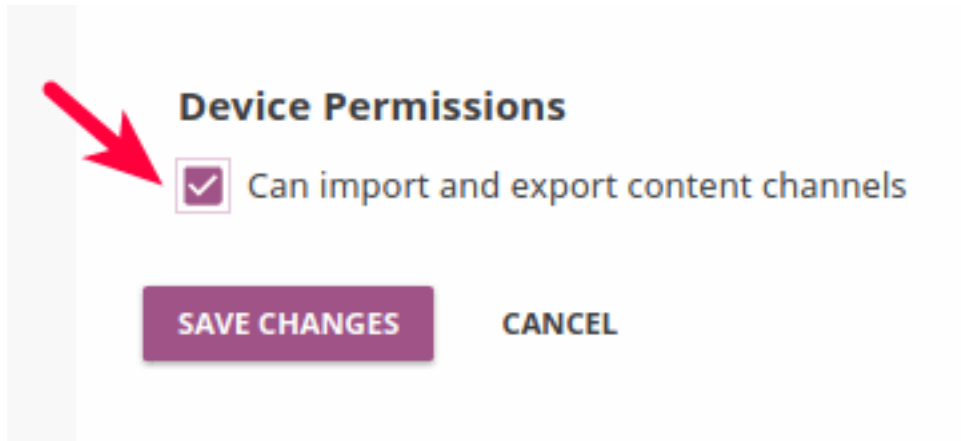 Device Permissions
Can import and export content channels
SAVE CHANGES CANCEL